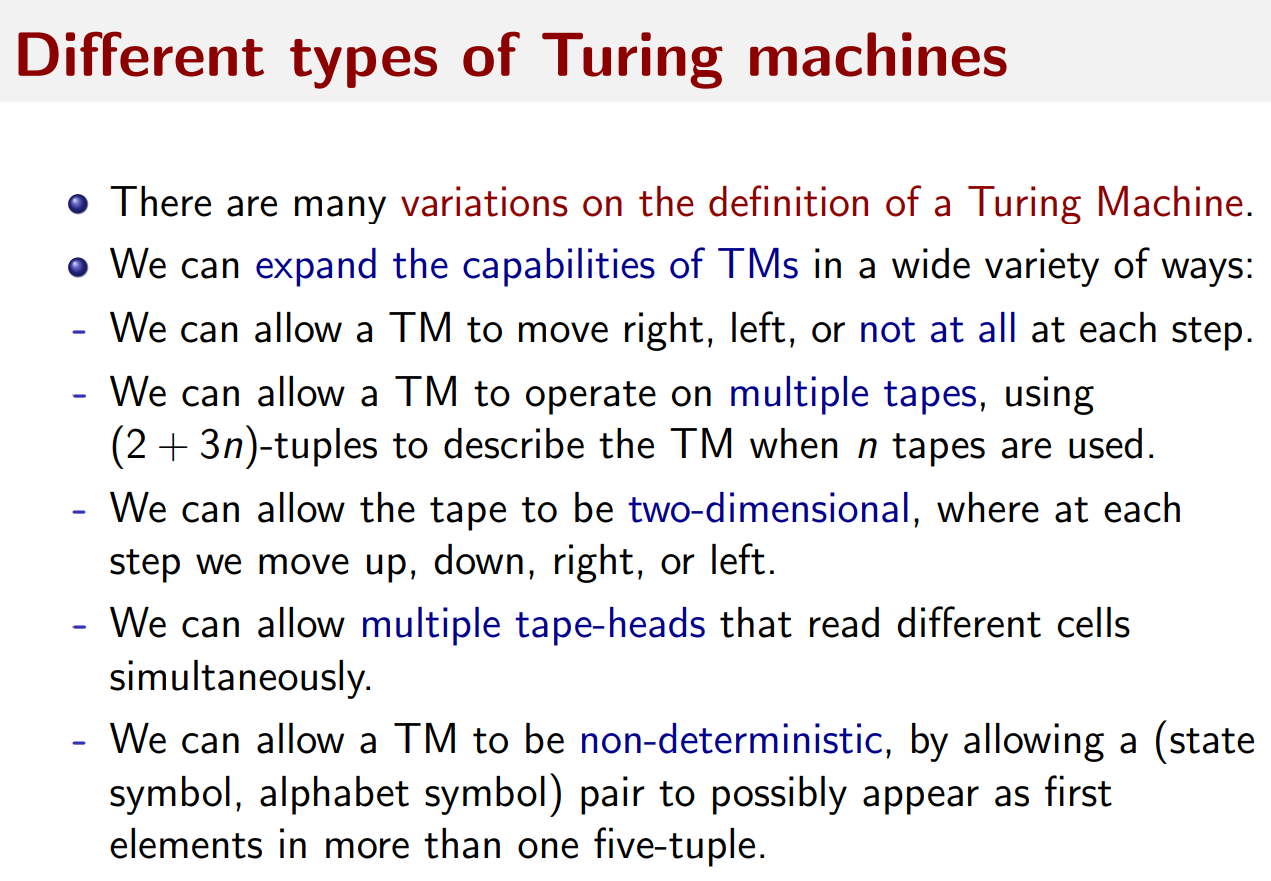 Different types of Turing machines
There are many variations on the definition of a Turing Machine.
We can expand the capabilities of TMs in a wide variety of ways:
- We can allow a TM to move right, left, or not at all at each step.
- We can allow a TM to operate on multiple tapes, using
(2 + 3n)-tuples to describe the TM when n tapes are used.
- We can allow the tape to be two-dimensional, where at each
step we move up, down, right, or left.
- We can allow multiple tape-heads that read different cells
simultaneously.
- We can allow a TM to be non-deterministic, by allowing a (state
symbol, alphabet symbol) pair to possibly appear as first
elements in more than one five-tuple.